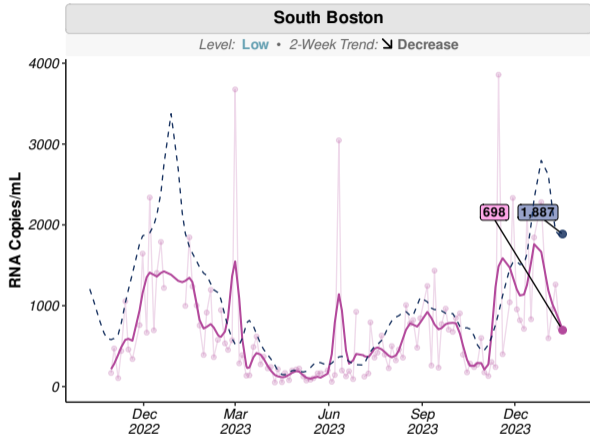 South Boston
Level: Low • 2-Week Trend: ↘ Decrease
RNA Copies/mL
4000
3000
2000
1000
0
698
1,887
Dec
2022
Mar
2023
Jun
2023
Sep
2023
Dec
2023